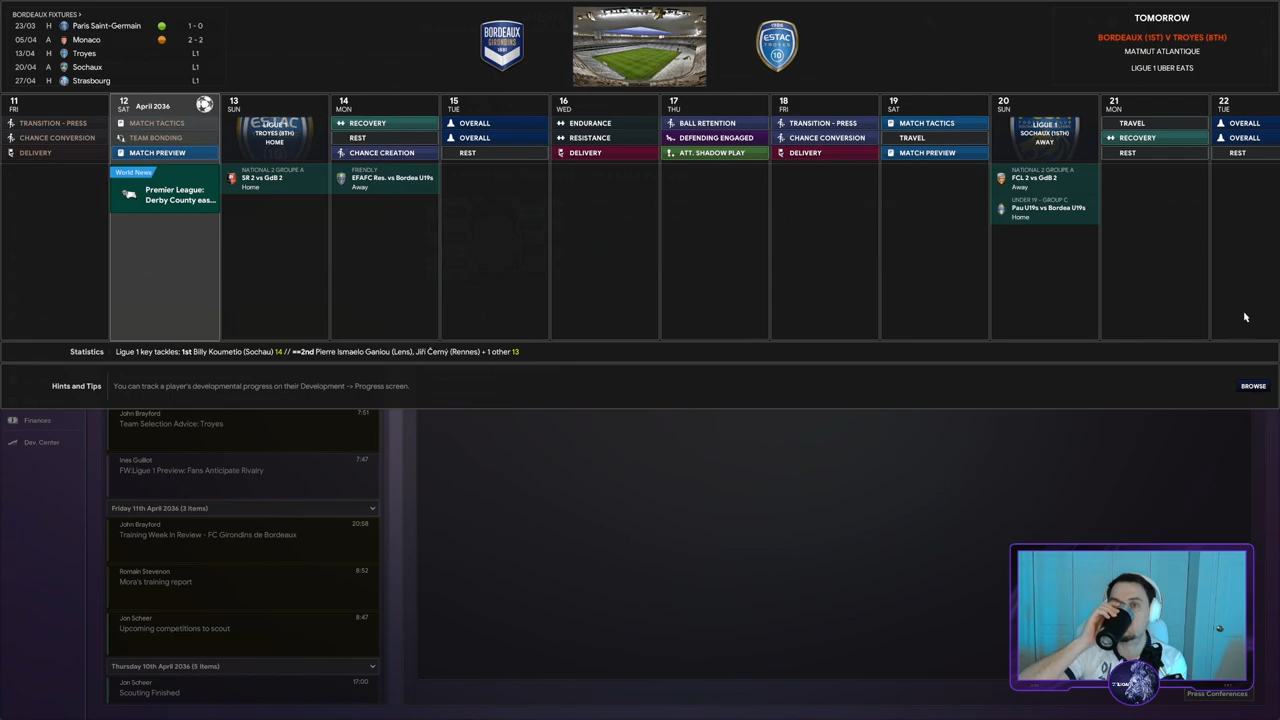 BORDEAUX FIXTURES >
23/03 H Paris Saint-Germain 1 - 0
05/04 A Monaco 2 - 2
13/04 H Troyes L1
20/04 A Sochaux L1
27/04 H Strasbourg L1
BORDEAUX GIRONDINS 1881
1986 ESTAC TROYES 10
TOMORROW
BORDEAUX (1ST) V TROYES (8TH)
MATMUT ATLANTIQUE
LIGUE 1 UBER EATS
11 FRI
TRANSITION - PRESS
CHANCE CONVERSION
DELIVERY
12 SAT April 2036
MATCH TACTICS
TEAM BONDING
MATCH PREVIEW
World News
Premier League:
Derby County eas...
13 SUN
LIGUE 1
TROYES (8TH)
HOME
NATIONAL 2 GROUPE A
SR 2 vs GdB 2
Home
14 MON
RECOVERY
REST
CHANCE CREATION
FRIENDLY
EFAFC Res. vs Bordea U19s
Away
15 TUE
OVERALL
OVERALL
REST
16 WED
ENDURANCE
RESISTANCE
DELIVERY
17 THU
BALL RETENTION
DEFENDING ENGAGED
ATT. SHADOW PLAY
18 FRI
TRANSITION - PRESS
CHANCE CONVERSION
DELIVERY
19 SAT
MATCH TACTICS
TRAVEL
MATCH PREVIEW
20 SUN
LIGUE 1
SOCHAUX (15TH)
AWAY
NATIONAL 2 GROUPE A
FCL 2 vs GdB 2
Away
UNDER 19 - GROUP C
Pau U19s vs Bordea U19s
Home
21 MON
TRAVEL
RECOVERY
REST
22 TUE
OVERALL
OVERALL
REST
Statistics Ligue 1 key tackles: 1st Billy Koumetio (Sochau) 14 // ==2nd Pierre Ismaelo Ganiou (Lens), Jiří Černý (Rennes) + 1 other 13
Hints and Tips You can track a player's developmental progress on their Development -> Progress screen. BROWSE
Finances
Dev. Center
John Brayford 7:51
Team Selection Advice: Troyes
Ines Guillot 7:47
FW:Ligue 1 Preview: Fans Anticipate Rivalry
Friday 11th April 2036 (3 Items)
John Brayford 20:58
Training Week In Review - FC Girondins de Bordeaux
Romain Stevenon 8:52
Mora's training report
Jon Scheer 8:47
Upcoming competitions to scout
Thursday 10th April 2036 (5 Items)
Jon Scheer 17:00
Scouting Finished
Press Conferences